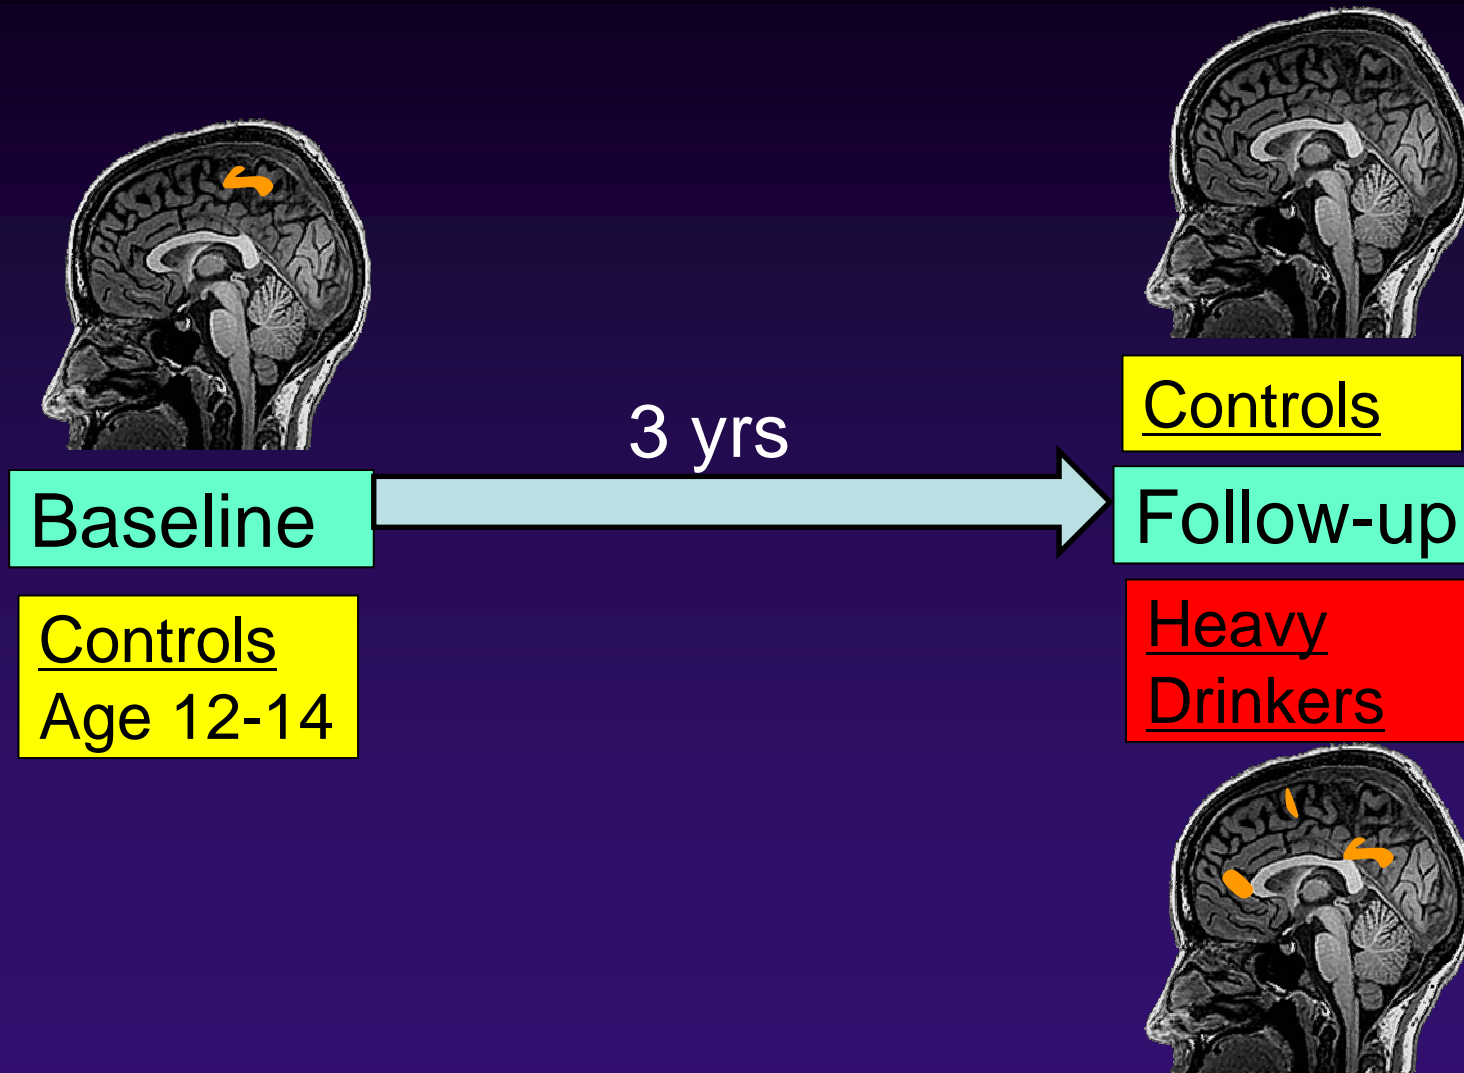 3 yrs
Baseline
Controls
Age 12-14
Controls
Follow-up
Heavy
Drinkers